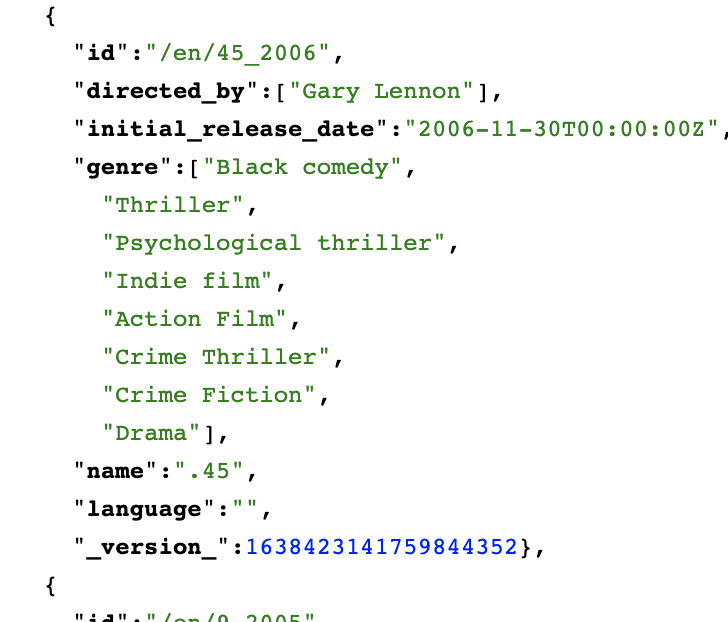 {
"id":"/en/45_2006",
"directed_by":["Gary Lennon"],
"initial_release_date":"2006-11-30T00:00:00Z",
"genre":["Black comedy",
"Thriller",
"Psychological thriller",
"Indie film",
"Action Film",
"Crime Thriller",
"Crime Fiction",
"Drama"],
"name":".45",
"language":"",
"_version_":1638423141759844352},
{
"id":"/en/9_2005"